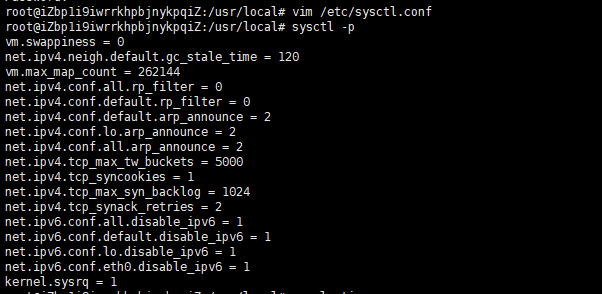 root@iZbp1i9iwrrkhpbjnykpqiZ:/usr/local# vim /etc/sysctl.conf
root@iZbp1i9iwrrkhpbjnykpqiZ:/usr/local# sysctl -p
vm.swappiness = 0
net.ipv4.neigh.default.gc_stale_time = 120
vm.max_map_count = 262144
net.ipv4.conf.all.rp_filter = 0
net.ipv4.conf.default.rp_filter = 0
net.ipv4.conf.default.arp_announce = 2
net.ipv4.conf.lo.arp_announce = 2
net.ipv4.conf.all.arp_announce = 2
net.ipv4.tcp_max_tw_buckets = 5000
net.ipv4.tcp_syncookies = 1
net.ipv4.tcp_max_syn_backlog = 1024
net.ipv4.tcp_synack_retries = 2
net.ipv6.conf.all.disable_ipv6 = 1
net.ipv6.conf.default.disable_ipv6 = 1
net.ipv6.conf.lo.disable_ipv6 = 1
net.ipv6.conf.eth0.disable_ipv6 = 1
kernel.sysrq = 1